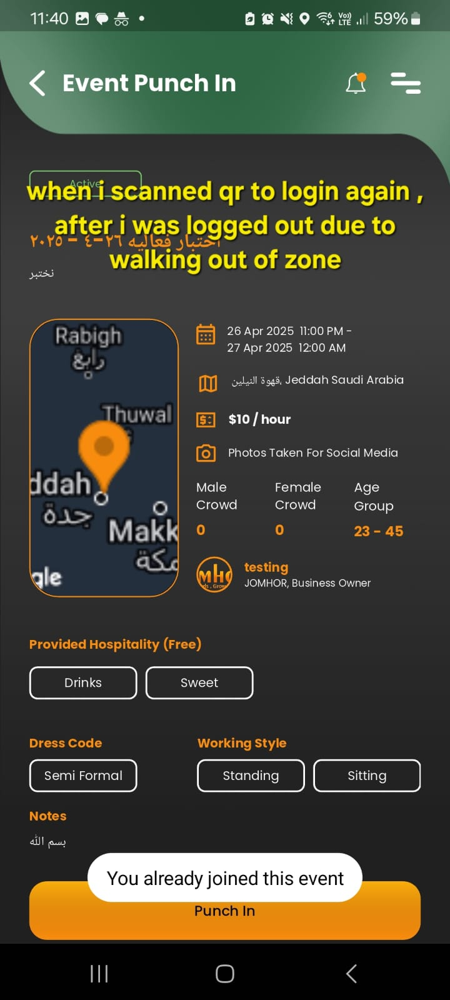 11:40
Vo))
LTE
59%
Event Punch In
Active
when i scanned qr to login again ,
after i was logged out due to
walking out of zone
اختبار فعاليه ٢٦-٤ - ٢٠٢٥
نختبر
Rabigh
رابغ
Thuwal
ddah
جدة
Makk
مكة
gle
26 Apr 2025 11:00 PM -
27 Apr 2025 12:00 AM
قهوة النيلين, Jeddah Saudi Arabia
$10 / hour
Photos Taken For Social Media
Male
Crowd
Female
Crowd
Age
Group
0
0
23 - 45
testing
JOMHOR, Business Owner
Provided Hospitality (Free)
Drinks
Sweet
Dress Code
Working Style
Semi Formal
Standing
Sitting
Notes
بسم الله
You already joined this event
Punch In